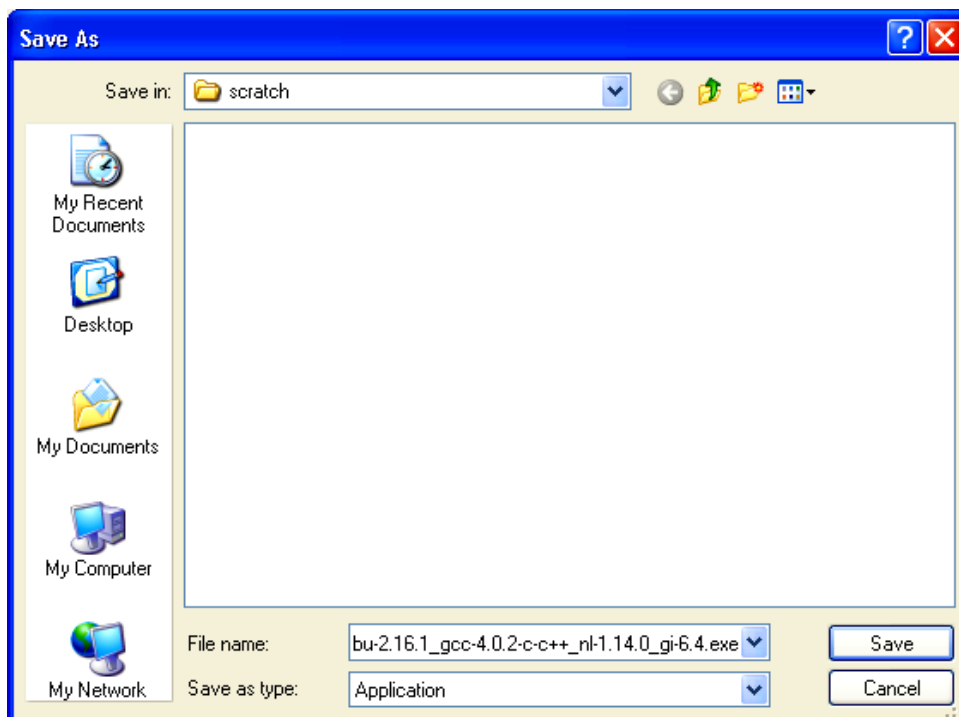 Save As
?
Save in:
scratch
My Recent
Documents
Desktop
My Documents
My Computer
My Network
File name:
bu-2.16.1_gcc-4.0.2-c-c++_nl-1.14.0_gi-6.4.exe
Save
Save as type:
Application
Cancel